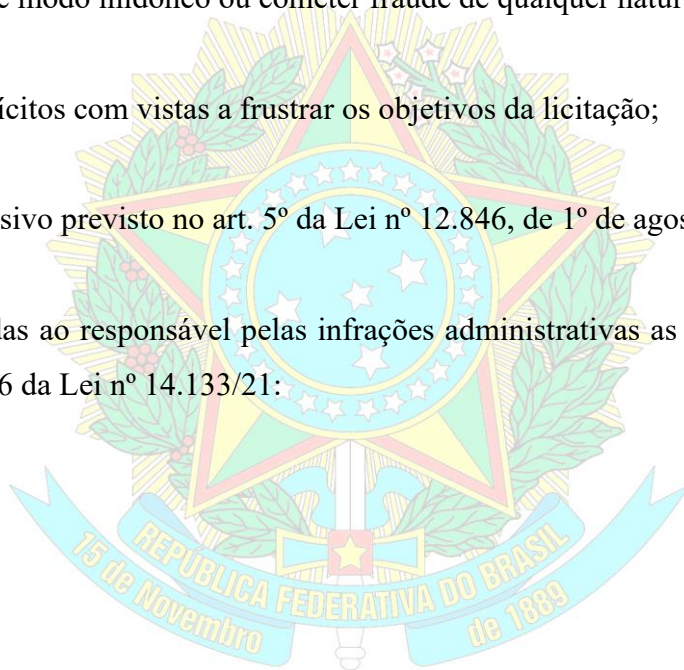 modo inidôneo ou cometer fraude de qualquer
ícitos com vistas a frustrar os objetivos da licitação;
sivo previsto no art. 5º da Lei nº 12.846, de 1º de agos
las ao responsável pelas infrações administrativas as
6 da Lei nº 14.133/21:
REPÚBLICA FEDERATIVA DO BRASIL
15 de Novembro
de 1889